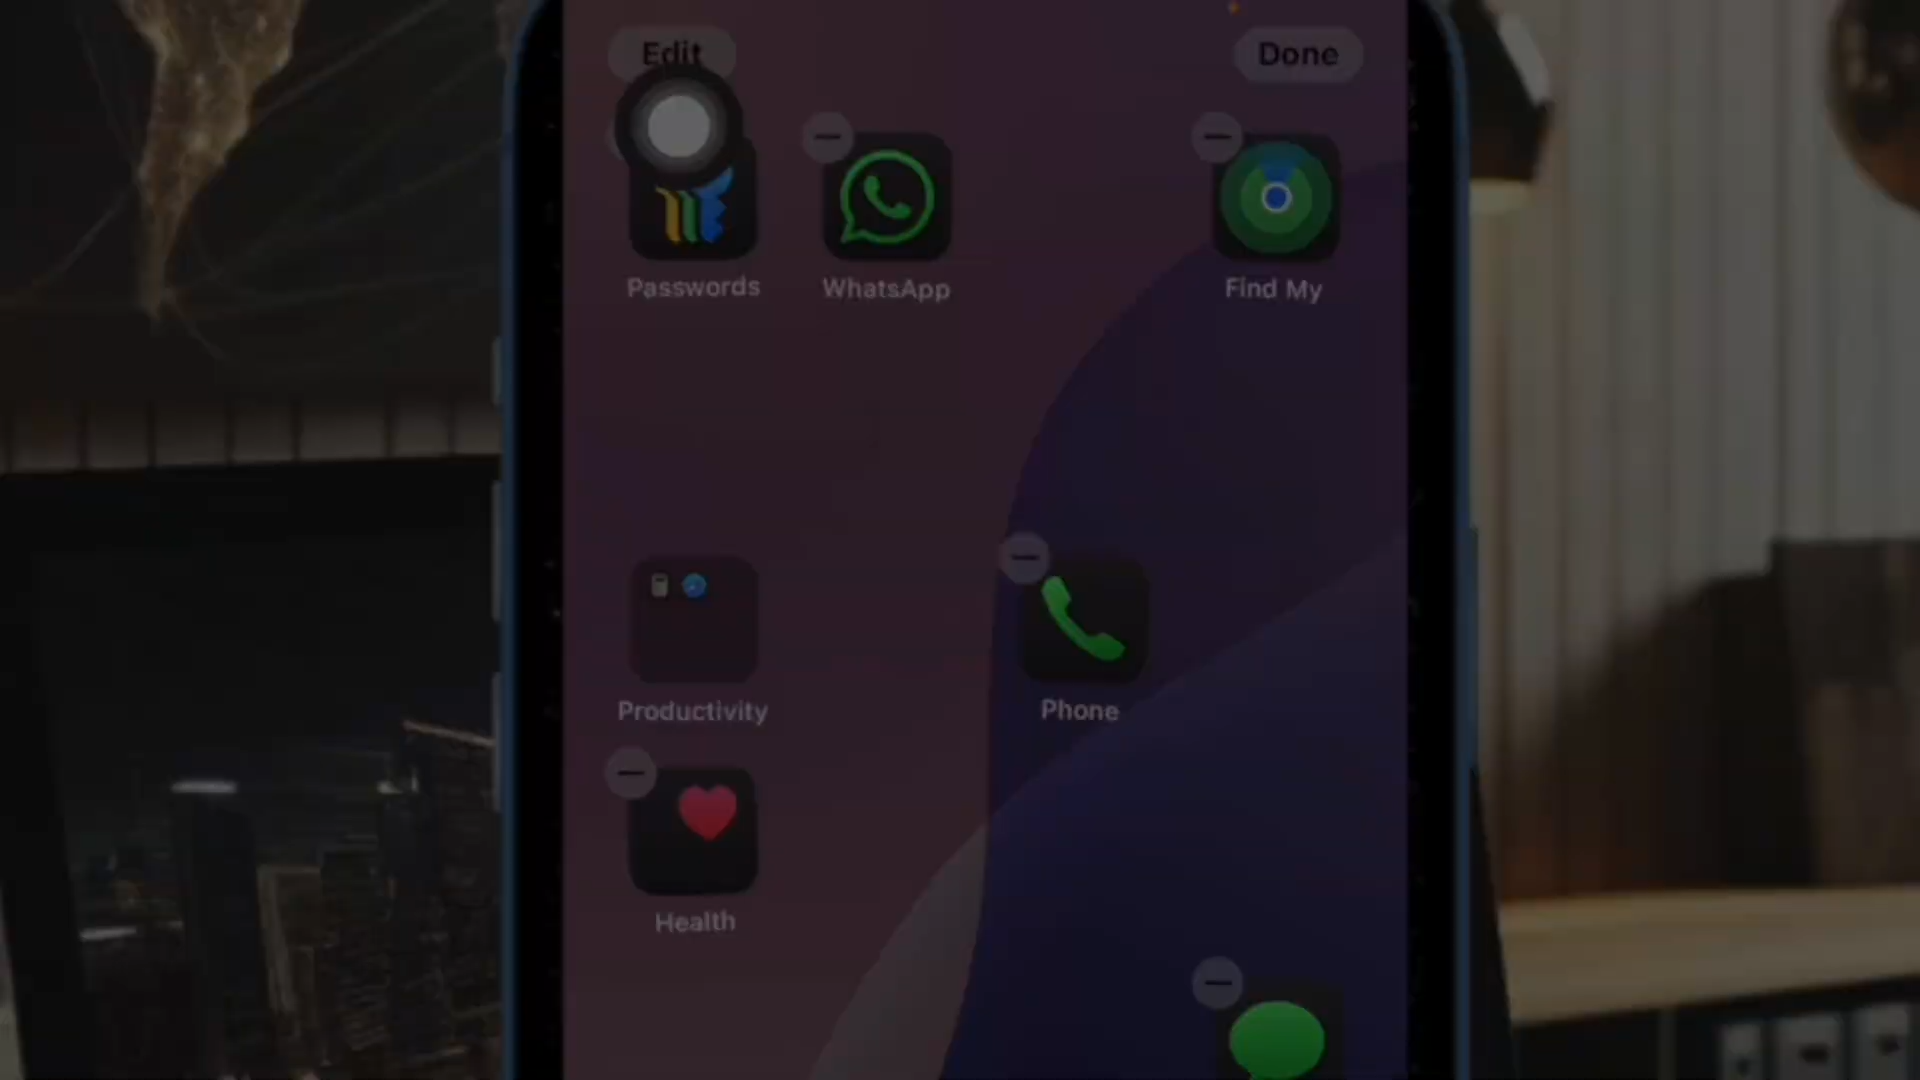 Edit
Done
Passwords
WhatsApp
Find My
Productivity
Phone
Health